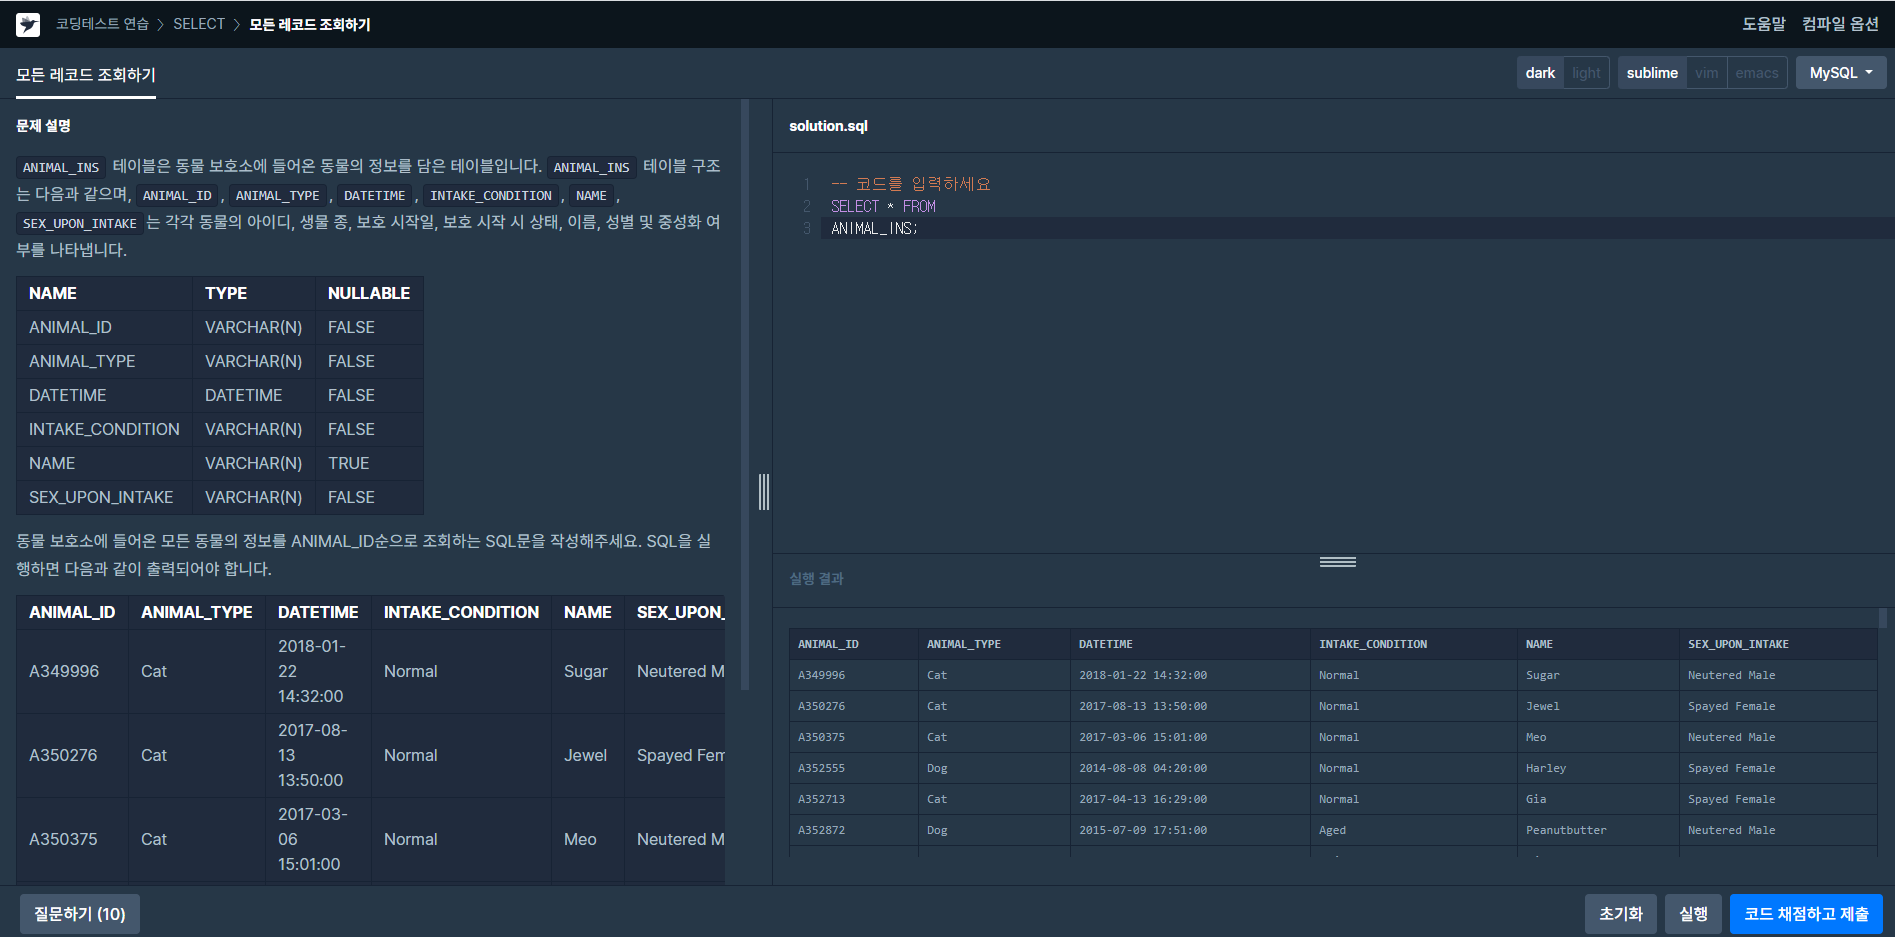 코딩테스트 연습 > SELECT > 모든 레코드 조회하기
도움말 컴파일 옵션
모든 레코드 조회하기
dark light sublime vim emacs MySQL
문제 설명
ANIMAL_INS 테이블은 동물 보호소에 들어온 동물의 정보를 담은 테이블입니다. ANIMAL_INS 테이블 구조
는 다음과 같으며, ANIMAL_ID , ANIMAL_TYPE , DATETIME , INTAKE_CONDITION , NAME ,
SEX_UPON_INTAKE 는 각각 동물의 아이디, 생물 종, 보호 시작일, 보호 시작 시 상태, 이름, 성별 및 중성화 여
부를 나타냅니다.
NAME TYPE NULLABLE
ANIMAL_ID VARCHAR(N) FALSE
ANIMAL_TYPE VARCHAR(N) FALSE
DATETIME DATETIME FALSE
INTAKE_CONDITION VARCHAR(N) FALSE
NAME VARCHAR(N) TRUE
SEX_UPON_INTAKE VARCHAR(N) FALSE
동물 보호소에 들어온 모든 동물의 정보를 ANIMAL_ID순으로 조회하는 SQL문을 작성해주세요. SQL을 실
행하면 다음과 같이 출력되어야 합니다.
ANIMAL_ID ANIMAL_TYPE DATETIME INTAKE_CONDITION NAME SEX_UPON_
A349996 Cat 2018-01-22 14:32:00 Normal Sugar Neutered M
A350276 Cat 2017-08-13 13:50:00 Normal Jewel Spayed Fem
A350375 Cat 2017-03-06 15:01:00 Normal Meo Neutered M
solution.sql
1 -- 코드를 입력하세요
2 SELECT * FROM
3 ANIMAL_INS;
실행 결과
ANIMAL_ID ANIMAL_TYPE DATETIME INTAKE_CONDITION NAME SEX_UPON_INTAKE
A349996 Cat 2018-01-22 14:32:00 Normal Sugar Neutered Male
A350276 Cat 2017-08-13 13:50:00 Normal Jewel Spayed Female
A350375 Cat 2017-03-06 15:01:00 Normal Meo Neutered Male
A352555 Dog 2014-08-08 04:20:00 Normal Harley Spayed Female
A352713 Cat 2017-04-13 16:29:00 Normal Gia Spayed Female
A352872 Dog 2015-07-09 17:51:00 Aged Peanutbutter Neutered Male
질문하기 (10)
초기화 실행 코드 채점하고 제출